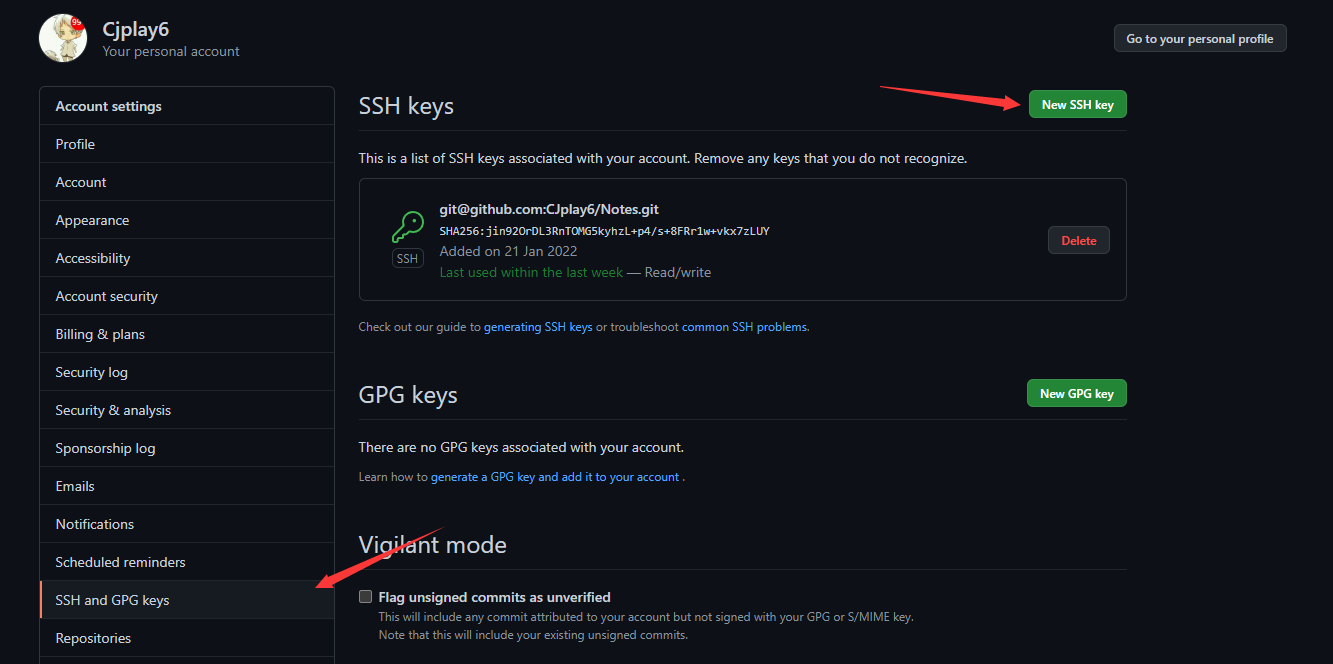 99
Cjplay6
Your personal account
Go to your personal profile
Account settings
Profile
Account
Appearance
Accessibility
Account security
Billing & plans
Security log
Security & analysis
Sponsorship log
Emails
Notifications
Scheduled reminders
SSH and GPG keys
Repositories
SSH keys
New SSH key
This is a list of SSH keys associated with your account. Remove any keys that you do not recognize.
SSH
git@github.com:CJplay6/Notes.git
SHA256:jin92OrDL3RnTOMG5kyhzL+p4/s+8FRr1w+vkx7zLUY
Added on 21 Jan 2022
Last used within the last week — Read/write
Delete
Check out our guide to generating SSH keys or troubleshoot common SSH problems.
GPG keys
New GPG key
There are no GPG keys associated with your account.
Learn how to generate a GPG key and add it to your account .
Vigilant mode
Flag unsigned commits as unverified
This will include any commit attributed to your account but not signed with your GPG or S/MIME key.
Note that this will include your existing unsigned commits.